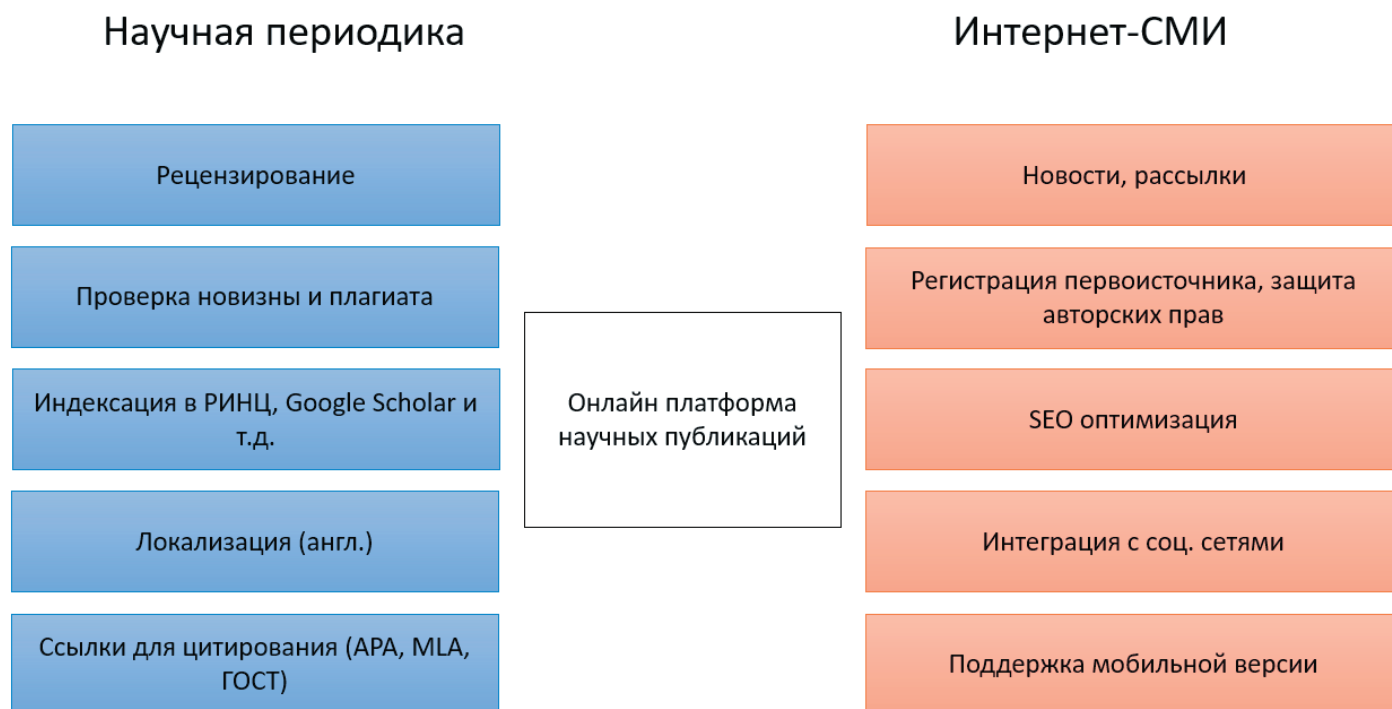 Научная периодика
Интернет-СМИ
Рецензирование
Проверка новизны и плагиата
Индексация в РИНЦ, Google Scholar и
т.д.
Локализация (англ.)
Ссылки для цитирования (APA, MLA,
ГОСТ)
Онлайн платформа
научных публикаций
Новости, рассылки
Регистрация первоисточника, защита
авторских прав
SEO оптимизация
Интеграция с соц. сетями
Поддержка мобильной версии